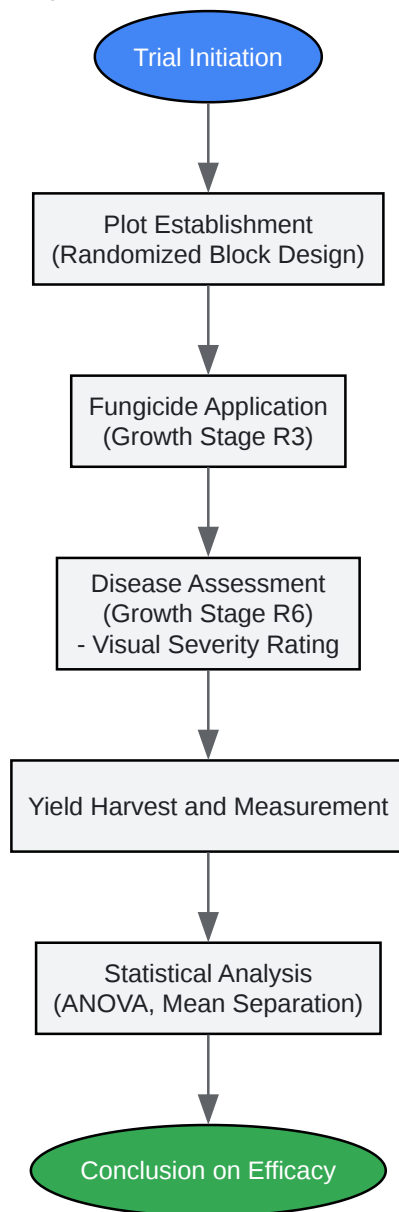 Trial Initiation
Plot Establishment
(Randomized Block Design)
Fungicide Application
(Growth Stage R3)
Disease Assessment
(Growth Stage R6)
- Visual Severity Rating
Yield Harvest and Measurement
Statistical Analysis
(ANOVA, Mean Separation)
Conclusion on Efficacy